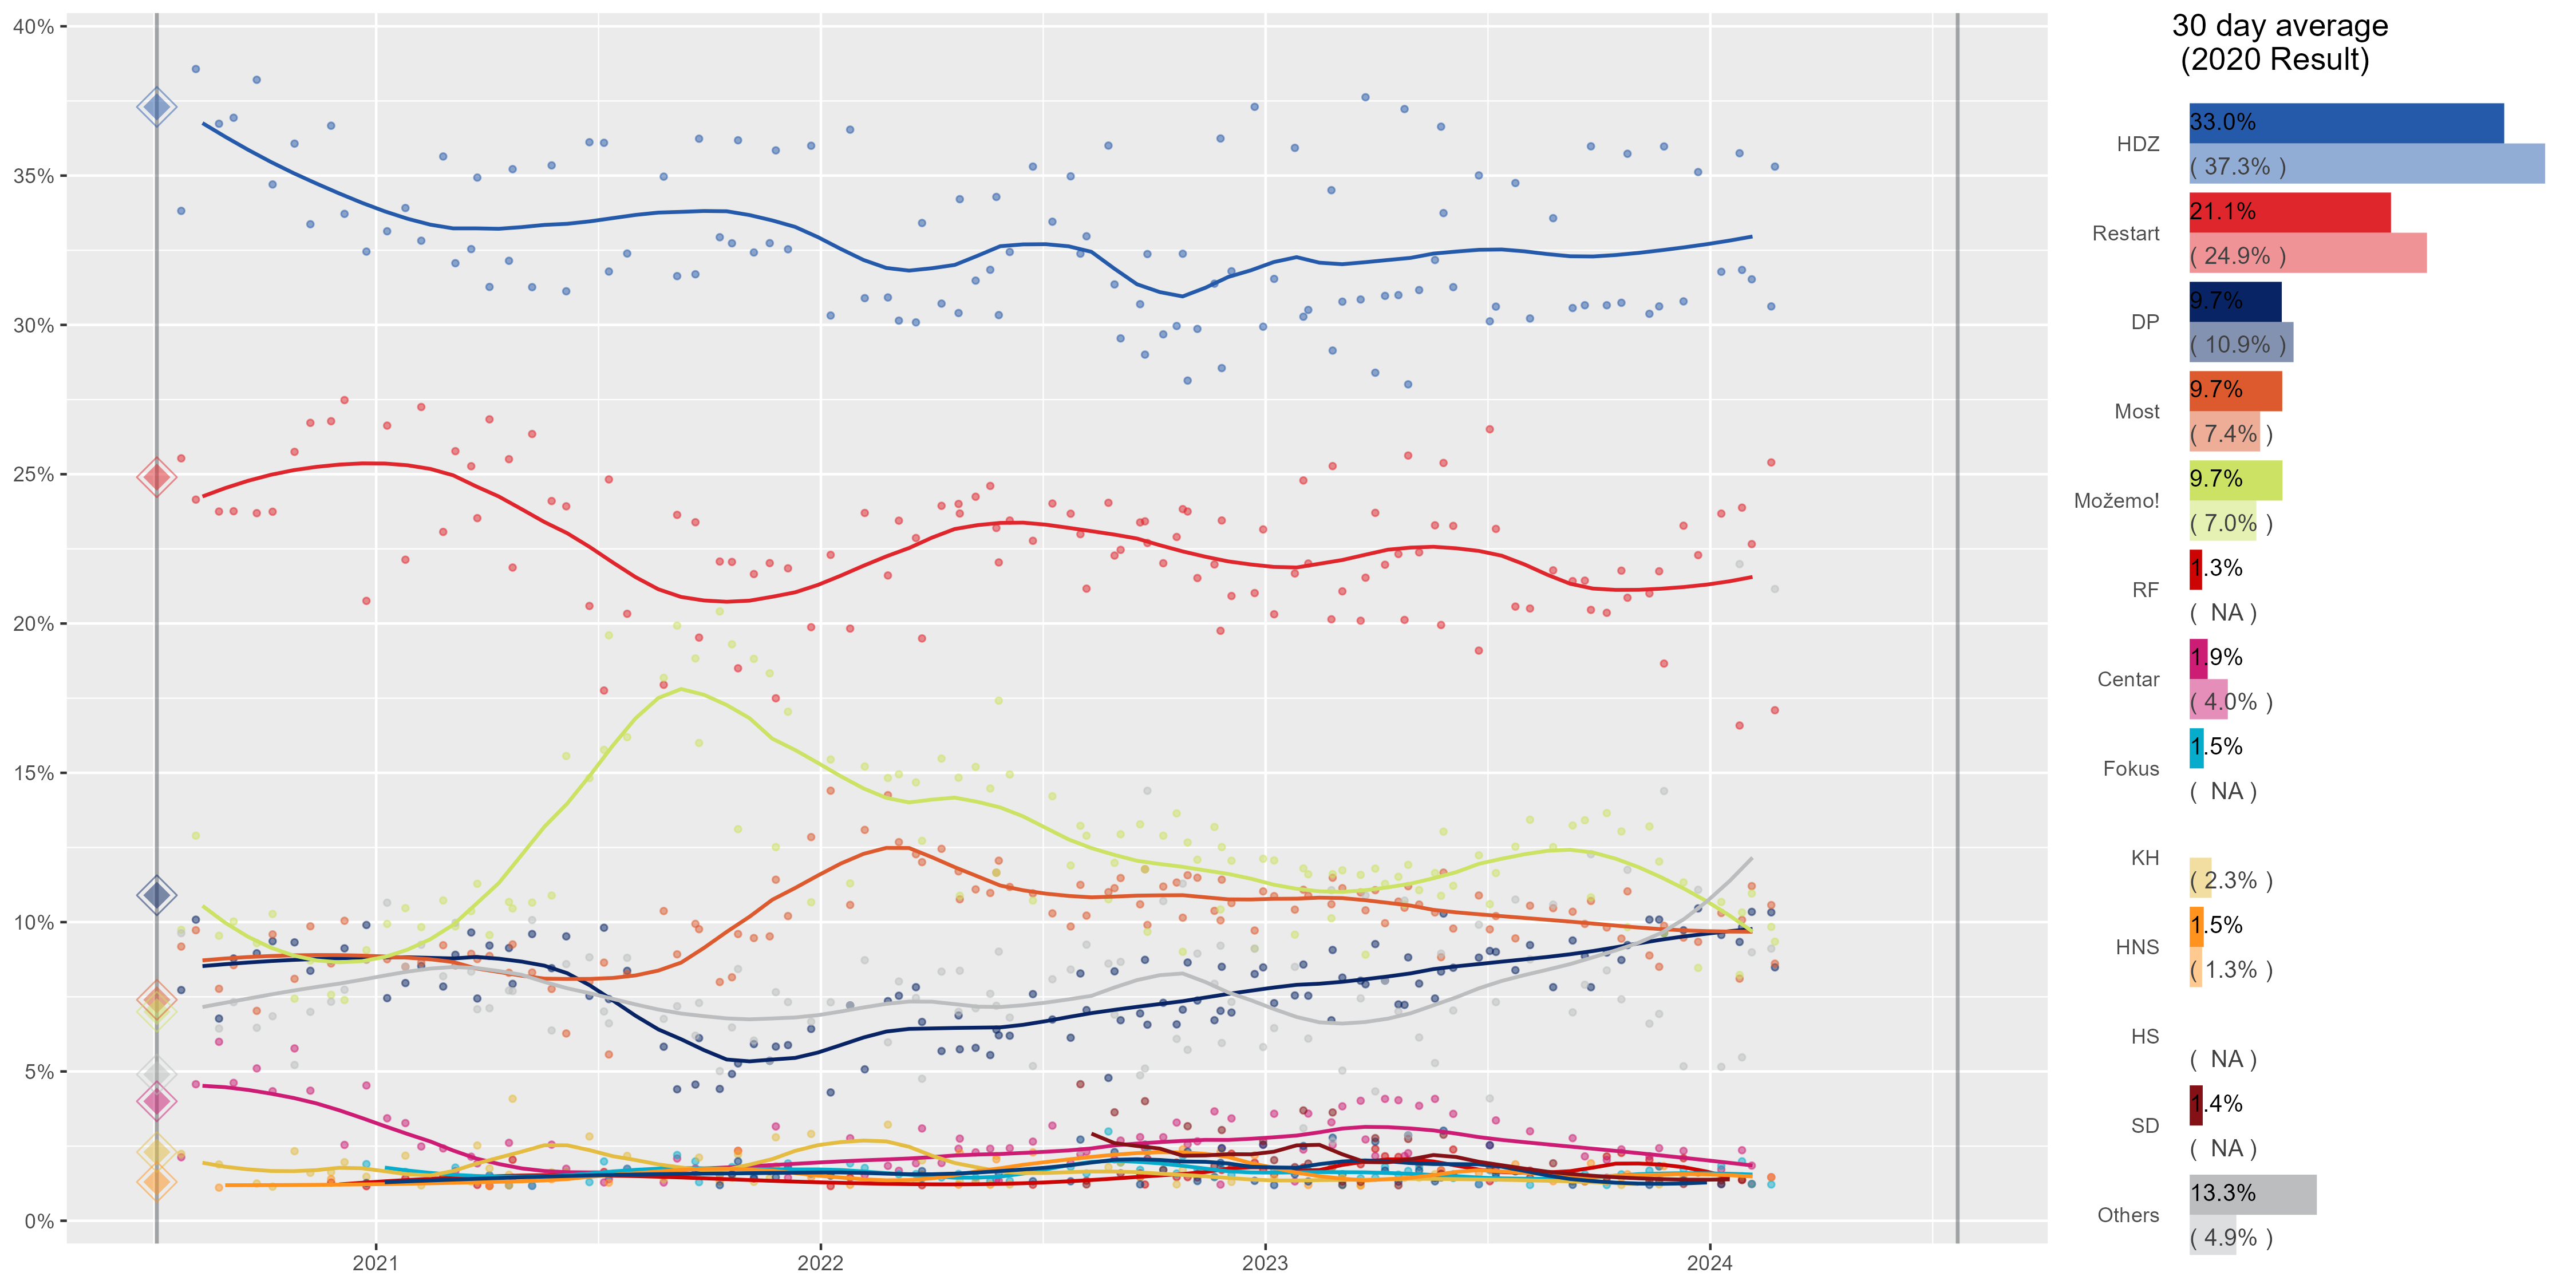 40%
35%
30%
25%
20%
15%
10%
5%
0%
2021
2022
2023
2024
30 day average
(2020 Result)
HDZ
33.0%
( 37.3% )
Restart
21.1%
( 24.9% )
DP
9.7%
( 10.9% )
Most
9.7%
( 7.4% )
Možemo!
9.7%
( 7.0% )
RF
1.3%
( NA )
Centar
1.9%
( 4.0% )
Fokus
1.5%
( NA )
KH
( 2.3% )
HNS
1.5%
( 1.3% )
HS
( NA )
SD
1.4%
( NA )
Others
13.3%
( 4.9% )